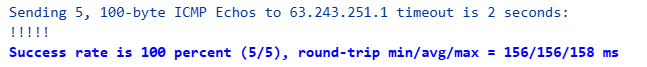 Sending 5, 100-byte ICMP Echos to 63.243.251.1 timeout is 2 seconds:
!!!!!
Success rate is 100 percent (5/5), round-trip min/avg/max = 156/156/158 ms